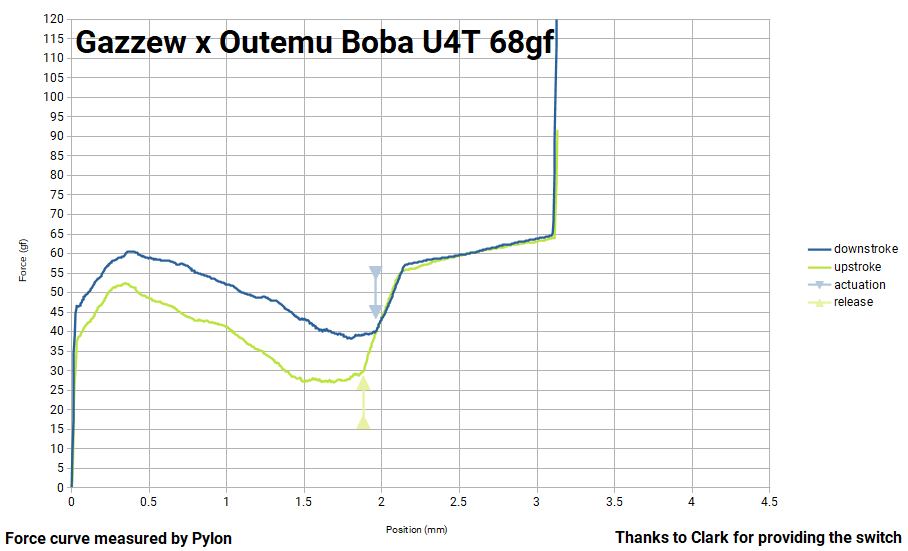 Gazzew x Outemu Boba U4T 68gf
120
115
110
105
100
95
90
85
80
75
70
65
60
55
50
45
40
35
30
25
20
15
10
5
0
Force (gf)
downstroke
upstroke
actuation
release
0 0.5 1 1.5 2 2.5 3 3.5 4 4.5
Position (mm)
Force curve measured by Pylon
Thanks to Clark for providing the switch